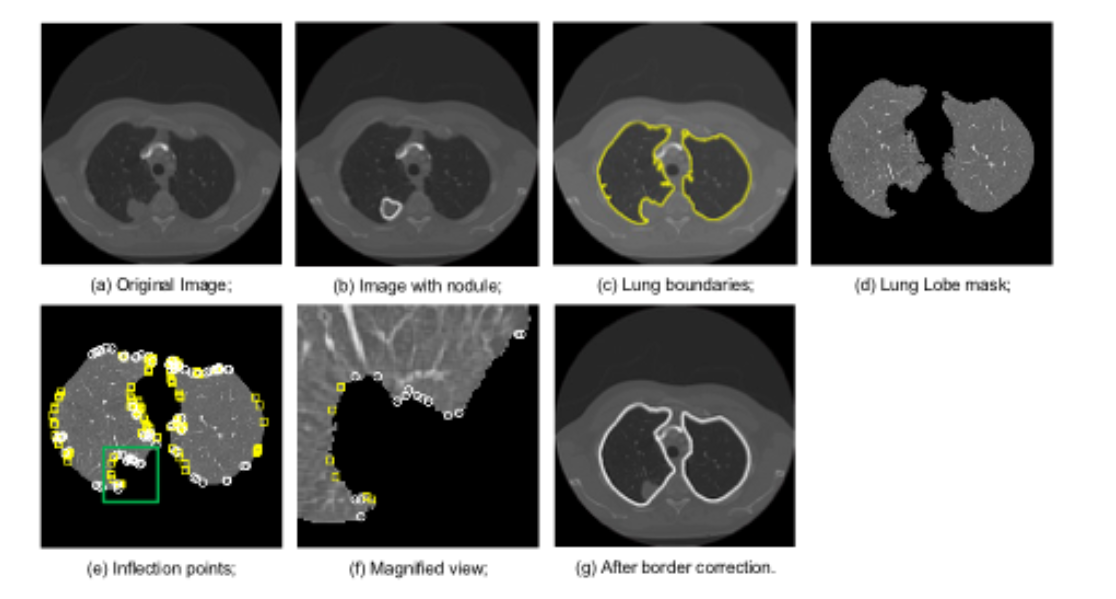 (a) Original Image;
(b) Image with nodule;
(c) Lung boundaries;
(d) Lung Lobe mask;
(e) Inflection points;
(f) Magnified view;
(g) After border correction.